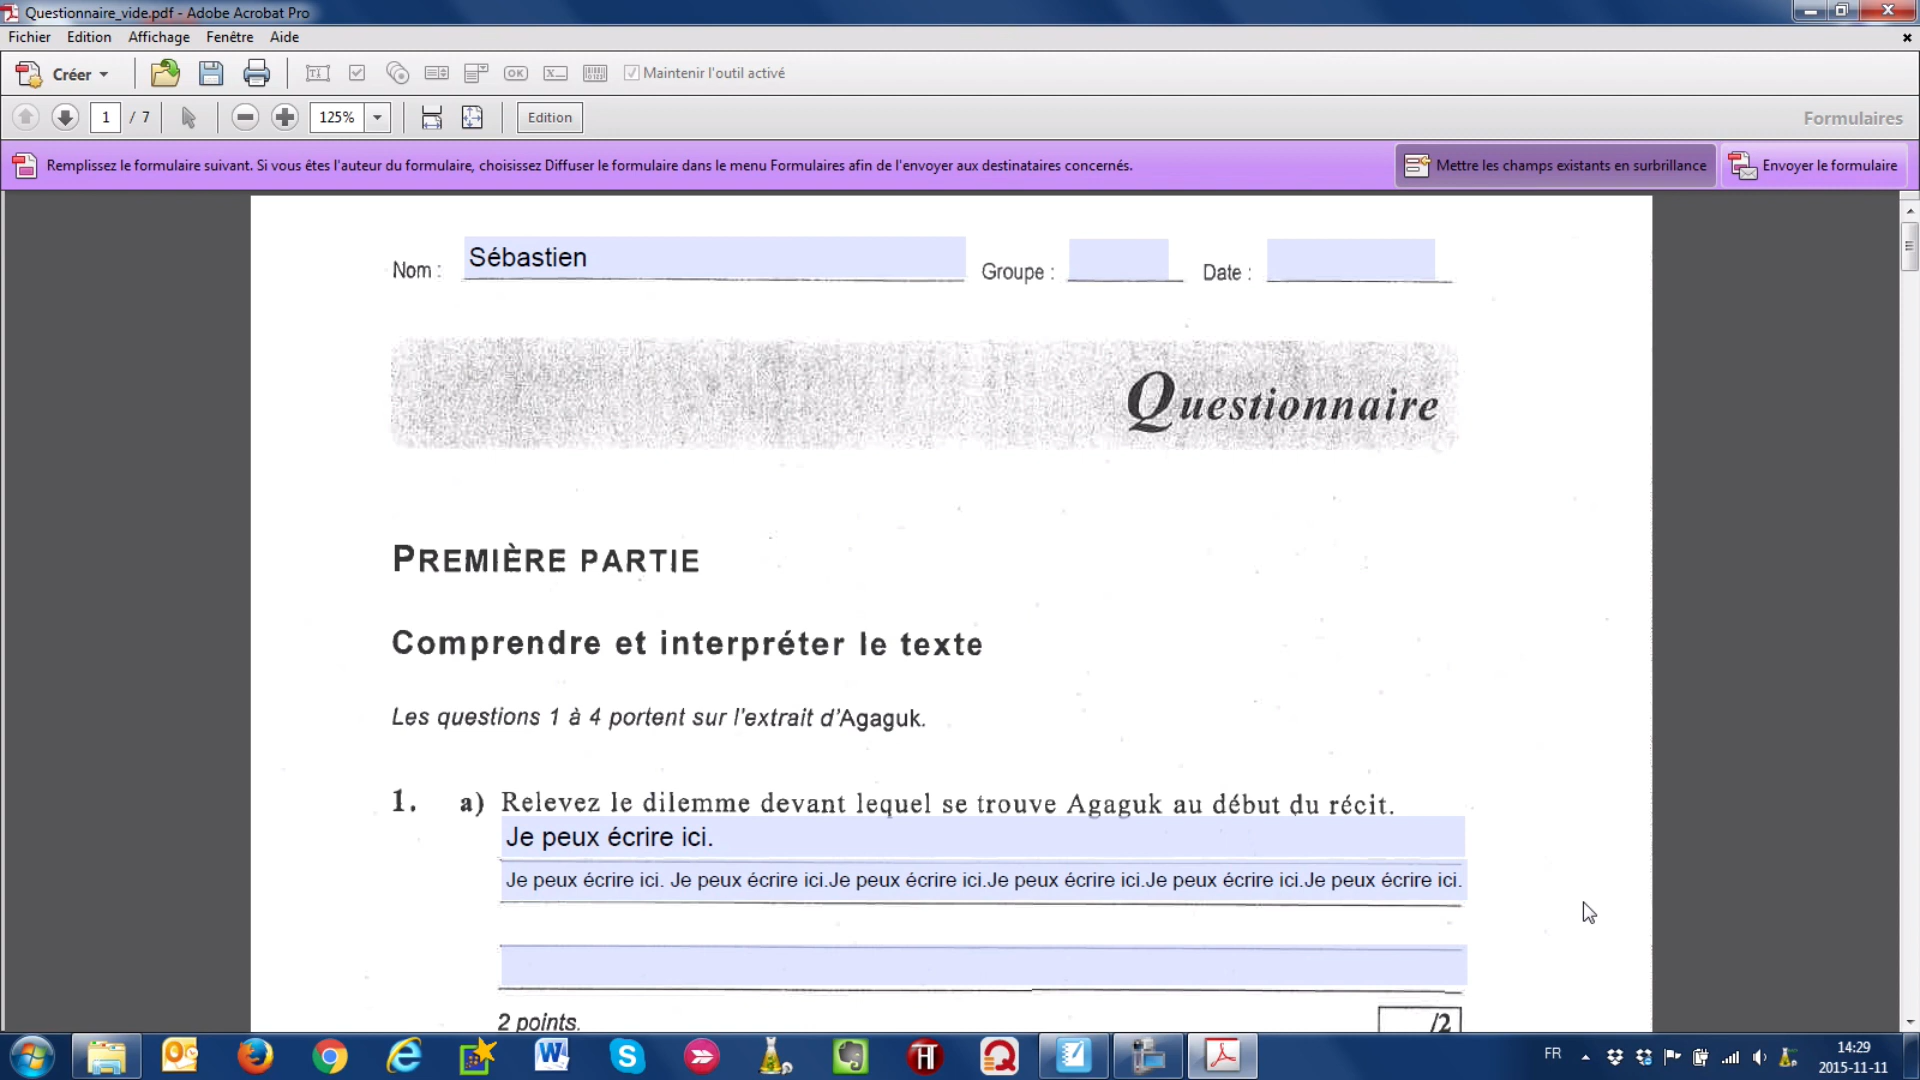 Questionnaire_vide.pdf - Adobe Acrobat Pro
Fichier Edition Affichage Fenêtre Aide
Créer Maintenir l'outil activé
1 / 7 125% Edition Formulaires
Remplissez le formulaire suivant. Si vous êtes l'auteur du formulaire, choisissez Diffuser le formulaire dans le menu Formulaires afin de l'envoyer aux destinataires concernés. Mettre les champs existants en surbrillance Envoyer le formulaire
Nom : Sébastien Groupe : Date :
Questionnaire
PREMIÈRE PARTIE
Comprendre et interpréter le texte
Les questions 1 à 4 portent sur l'extrait d'Agaguk.
1. a) Relevez le dilemme devant lequel se trouve Agaguk au début du récit.
Je peux écrire ici.
Je peux écrire ici. Je peux écrire ici.Je peux écrire ici.Je peux écrire ici.Je peux écrire ici.Je peux écrire ici.
2 points. /2
FR 14:29
2015-11-11